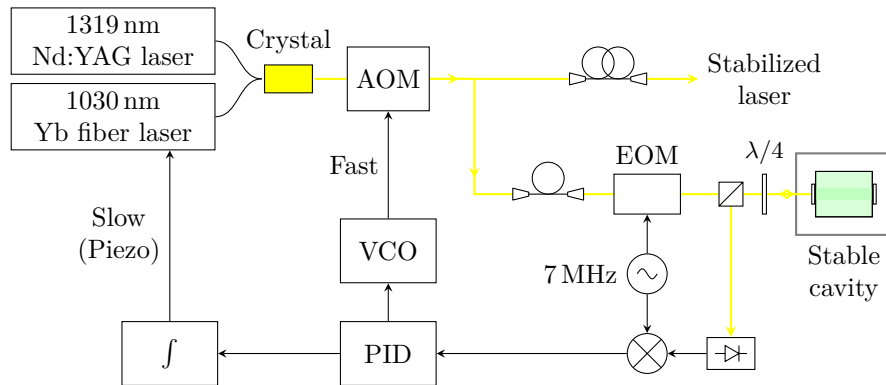 1319 nm
Nd:YAG laser
1030 nm
Yb fiber laser
Crystal
AOM
Stabilized
laser
Fast
EOM
λ/4
Slow
(Piezo)
VCO
7 MHz
Stable
cavity
∫
PID